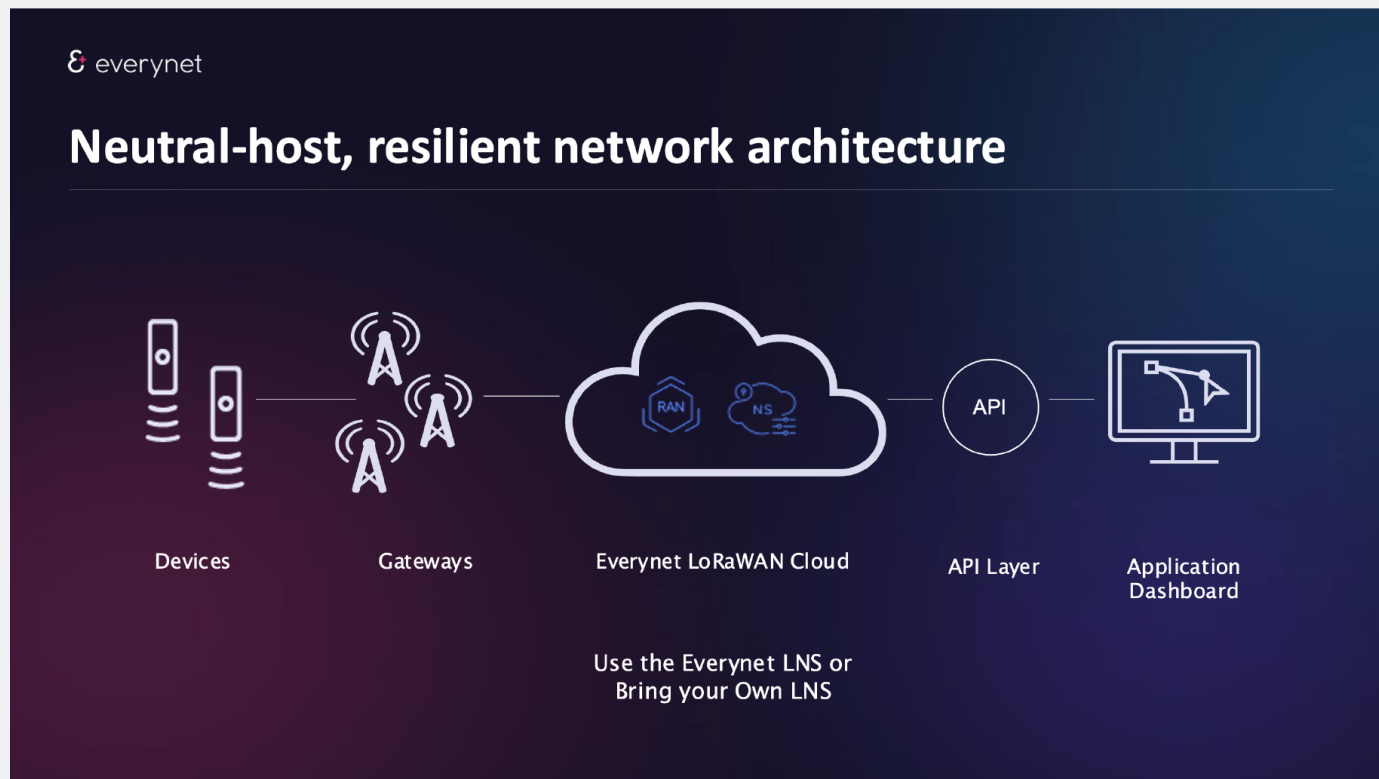 everynet
Neutral-host, resilient network architecture
RAN
NS
API
Devices
Gateways
Everynet LoRaWAN Cloud
API Layer
Application
Dashboard
Use the Everynet LNS or
Bring your Own LNS